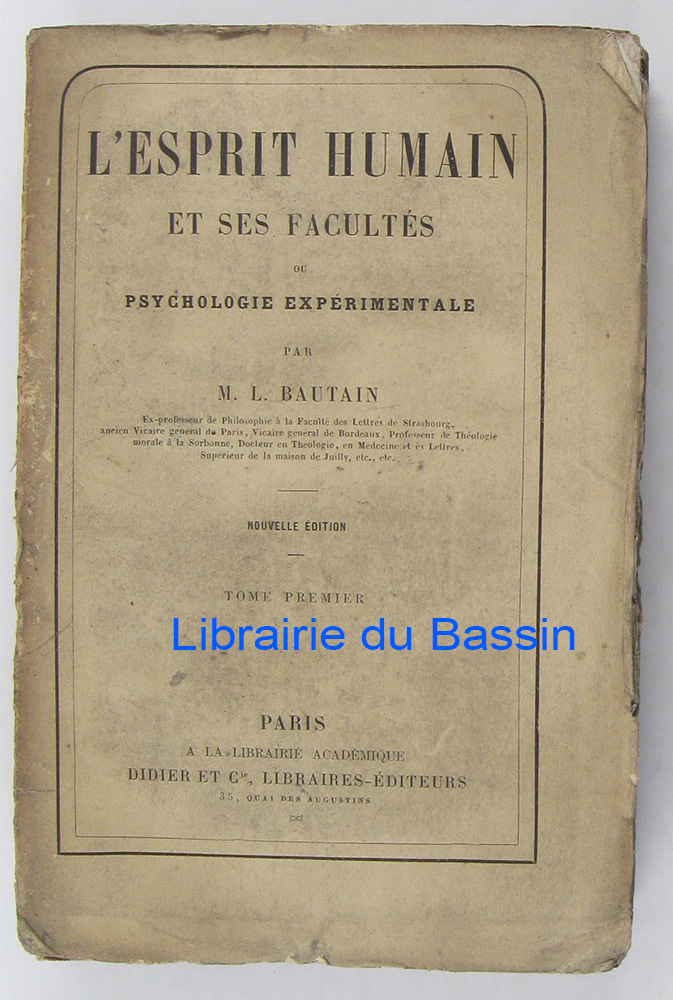 L'ESPRIT HUMAIN
ET SES FACULTÉS
OU
PSYCHOLOGIE EXPÉRIMENTALE
PAR
M. L. BAUTAIN
Ex-professeur de Philosophie à la Faculté des Lettres de Strasbourg,
ancien Vicaire général de Paris, Vicaire général de Bordeaux, Professeur de Théologie
morale à la Sorbonne, Docteur en Théologie, en Médecine et ès Lettres,
Supérieur de la maison de Juilly, etc., etc.
NOUVELLE ÉDITION
TOME PREMIER
Librairie du Bassin
PARIS
A LA LIBRAIRIE ACADÉMIQUE
DIDIER ET Cie, LIBRAIRES-ÉDITEURS
35, QUAI DES AUGUSTINS